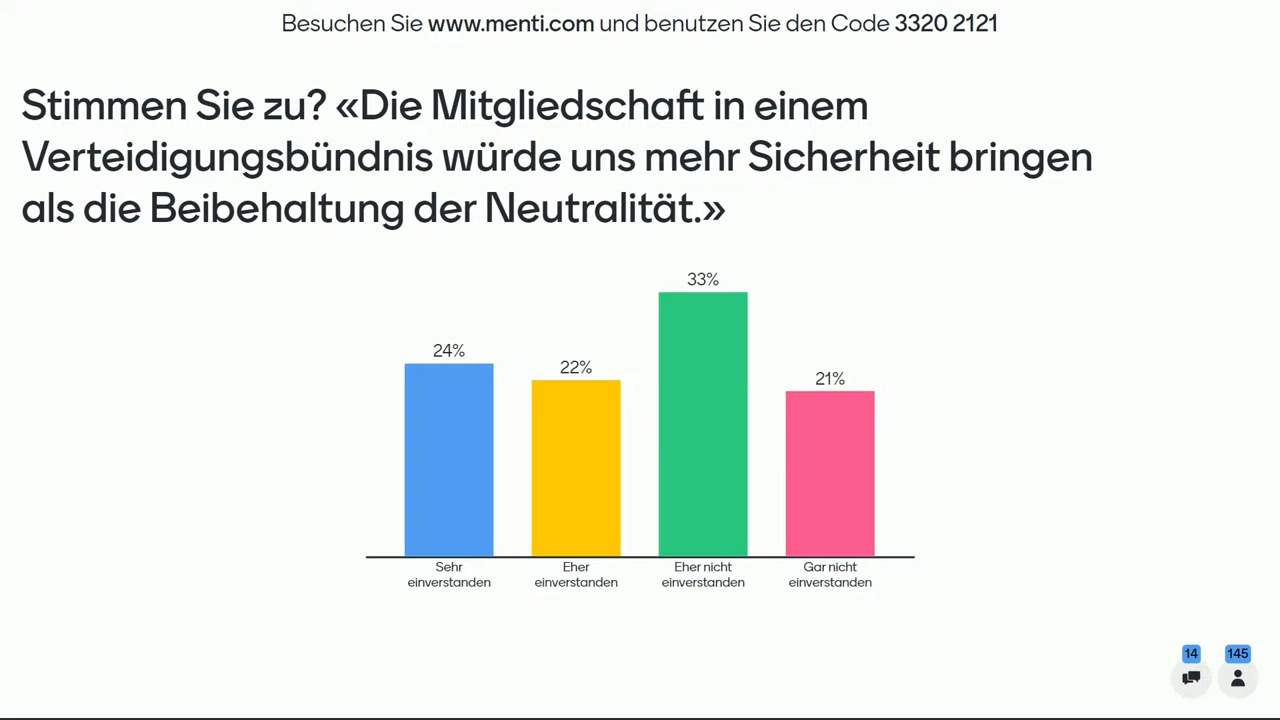 Besuchen Sie www.menti.com und benutzen Sie den Code 3320 2121
Stimmen Sie zu? «Die Mitgliedschaft in einem
Verteidigungsbündnis würde uns mehr Sicherheit bringen
als die Beibehaltung der Neutralität.»
33%
24%
22%
21%
Sehr
einverstanden
Eher
einverstanden
Eher nicht
einverstanden
Gar nicht
einverstanden
14
145